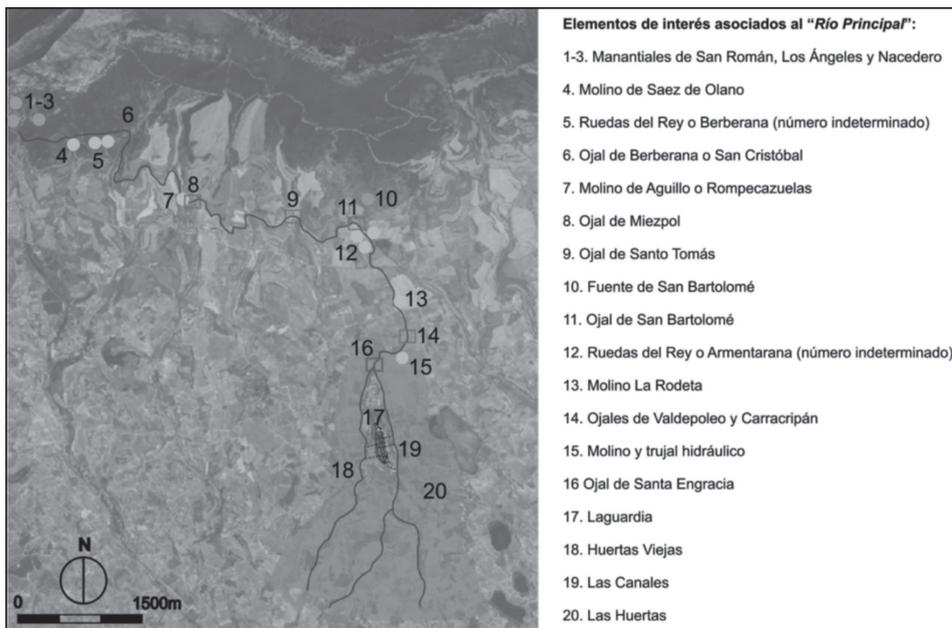 1-3
6
4
5
7
8
9
11
10
12
13
14
16
15
17
19
18
20
N
0
1500m
Elementos de interés asociados al “Río Principal”:
1-3. Manantiales de San Román, Los Ángeles y Nacedero
4. Molino de Saez de Olano
5. Ruedas del Rey o Berberana (número indeterminado)
6. Ojal de Berberana o San Cristóbal
7. Molino de Aguillo o Rompecazuelas
8. Ojal de Miezpol
9. Ojal de Santo Tomás
10. Fuente de San Bartolomé
11. Ojal de San Bartolomé
12. Ruedas del Rey o Armentarana (número indeterminado)
13. Molino La Rodeta
14. Ojales de Valdepoleo y Carracripán
15. Molino y trujal hidráulico
16 Ojal de Santa Engracia
17. Laguardia
18. Huertas Viejas
19. Las Canales
20. Las Huertas